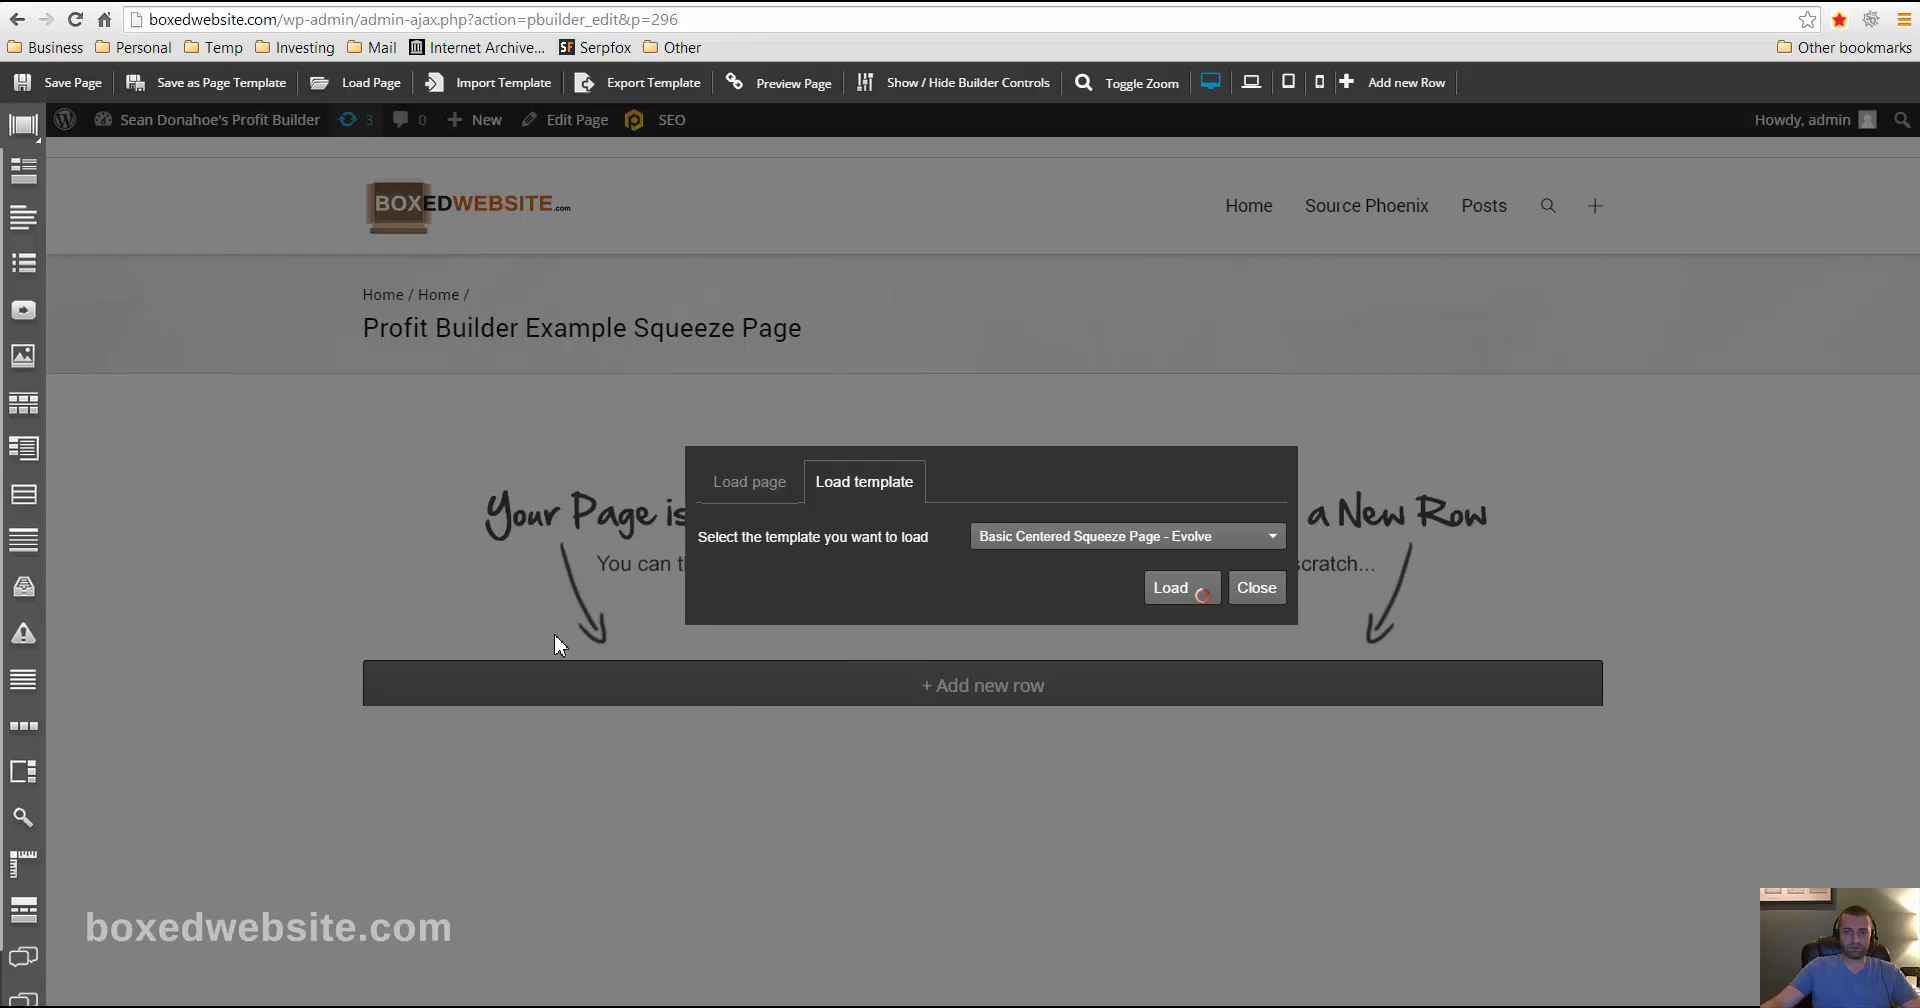 boxedwebsite.com/wp-admin/admin-ajax.php?action=pbuilder_edit&p=296
Business Personal Temp Investing Mail Internet Archive... SF Serpfox Other Other bookmarks
Save Page Save as Page Template Load Page Import Template Export Template Preview Page Show / Hide Builder Controls Toggle Zoom Add new Row
Sean Donahoe's Profit Builder 3 0 + New Edit Page SEO Howdy, admin
BOXEDWEBSITE.com Home Source Phoenix Posts
Home / Home /
Profit Builder Example Squeeze Page
Load page Load template
Your Page is a New Row
Select the template you want to load Basic Centered Squeeze Page - Evolve
You can t scratch...
Load Close
+ Add new row
boxedwebsite.com